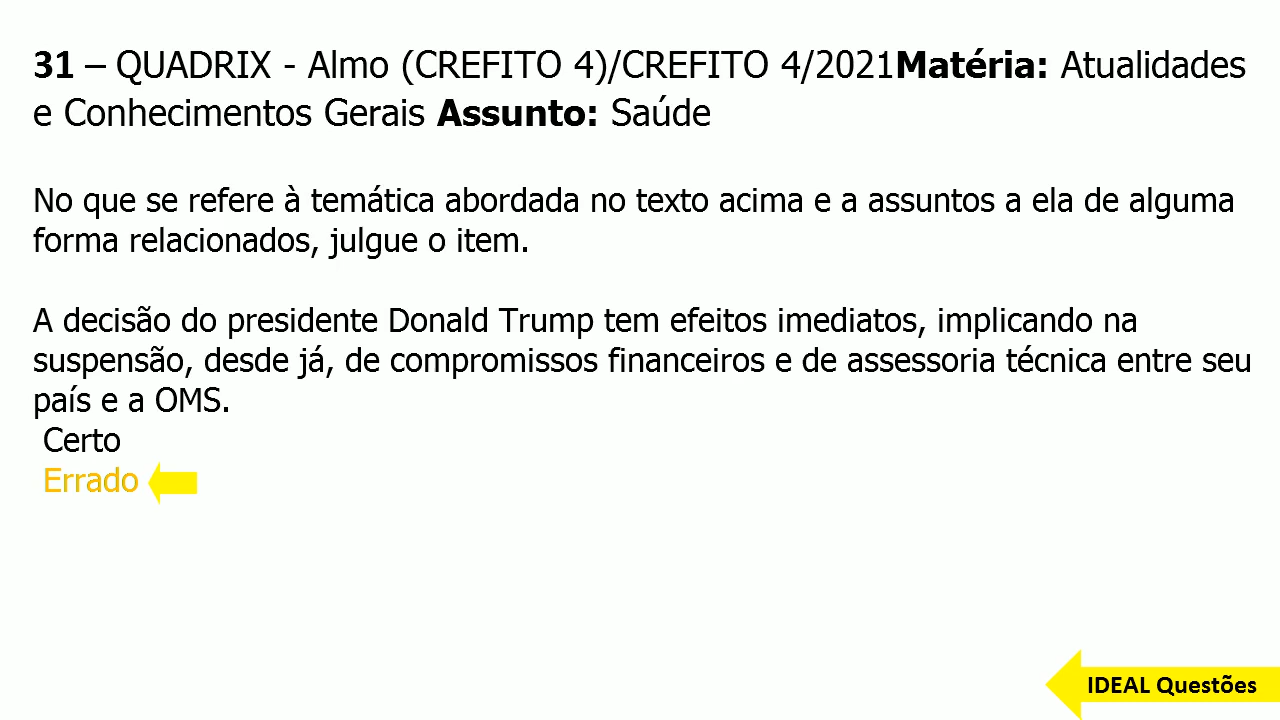 31 – QUADRIX - Almo (CREFITO 4)/CREFITO 4/2021Matéria: Atualidades
e Conhecimentos Gerais Assunto: Saúde
No que se refere à temática abordada no texto acima e a assuntos a ela de alguma
forma relacionados, julgue o item.
A decisão do presidente Donald Trump tem efeitos imediatos, implicando na
suspensão, desde já, de compromissos financeiros e de assessoria técnica entre seu
país e a OMS.
Certo
Errado
IDEAL Questões